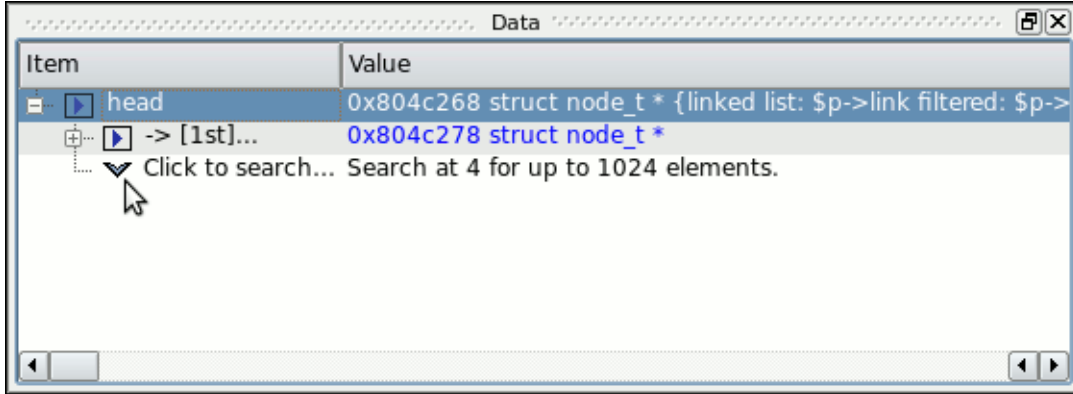 Data
Item Value
head 0x804c268 struct node_t * {linked list: $p->link filtered: $p->
-> [1st]... 0x804c278 struct node_t *
Click to search... Search at 4 for up to 1024 elements.